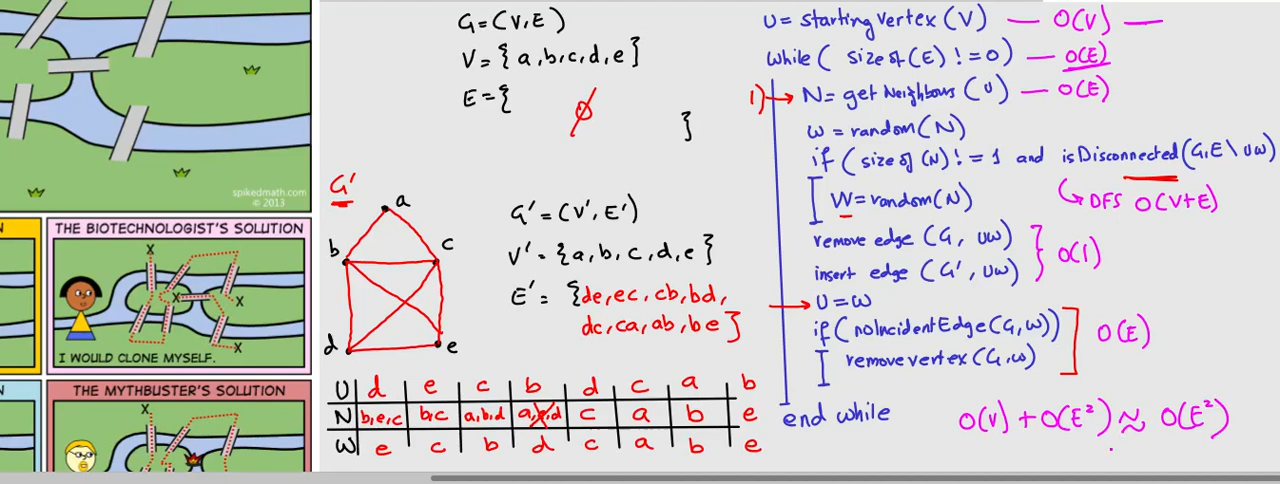 spikedmath.com
© 2013
THE BIOTECHNOLOGIST'S SOLUTION
X
X
X
X
I WOULD CLONE MYSELF.
THE MYTHBUSTER'S SOLUTION
X
X
G=(V,E)
V={a,b,c,d,e}
E={ ∅ }
G'
a
b
c
d
e
G'=(V',E')
V'={a,b,c,d,e}
E'={de,ec,cb,bd,
dc,ca,ab,be}
U d e c b d c a b
N b,e,c b,c a,b,d a,e,d c a b e
W e c b d c a b e
U= starting vertex (V) — O(V) —
while( size of (E) !=0) — O(E)
1) → N= get Neighbours (U) — O(E)
w=random(N)
if (size of (N) != 1 and isDisconnected(G,E\UW)
W=random(N)
DFS O(V+E)
remove edge (G, UW)
insert edge (G', UW)
} O(1)
→ U=w
if(noIncidentEdge(G,w))
remove vertex (G,w)
] O(E)
end while
O(V)+O(E²)≈O(E²)